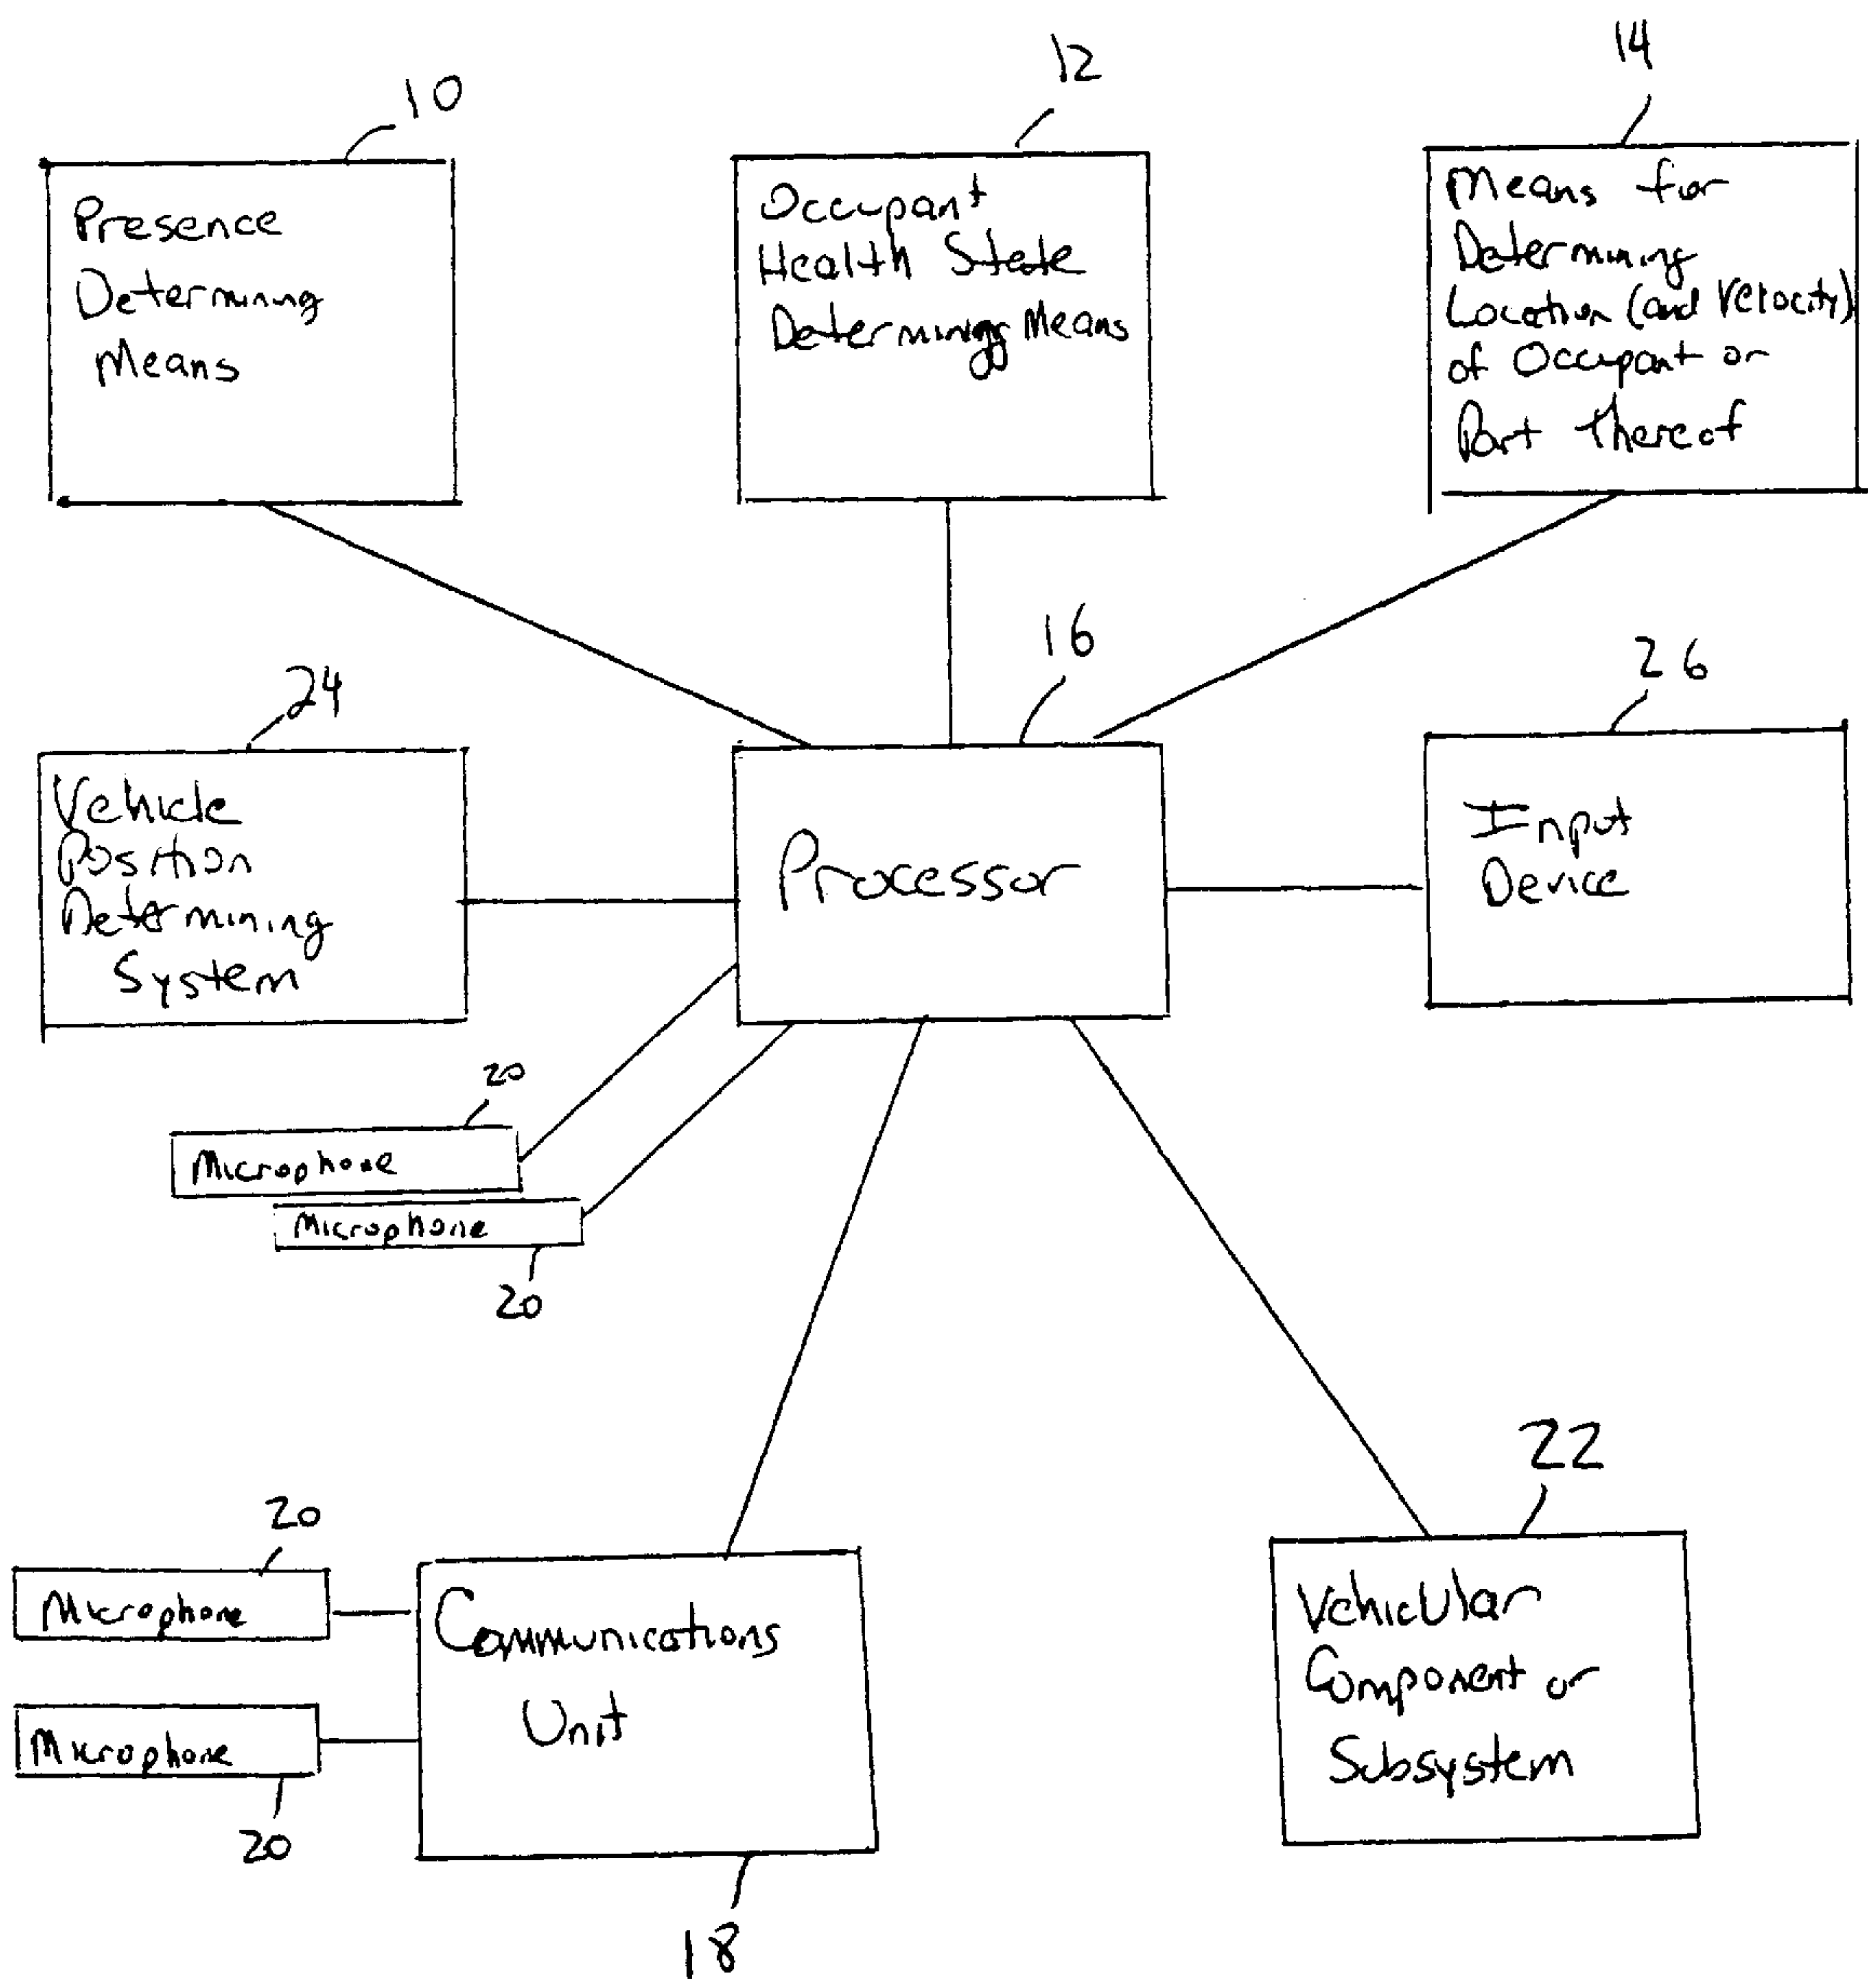 10
12
14
Presence
Determining
Means
Occupant
Health State
Determining Means
Means for
Determining
Location (and Velocity)
of Occupant or
Part thereof
24
16
26
Vehicle
Position
Determining
System
Processor
Input
Device
20
Microphone
Microphone
20
22
20
Microphone
Communications
Unit
Microphone
20
18
Vehicular
Component or
Subsystem